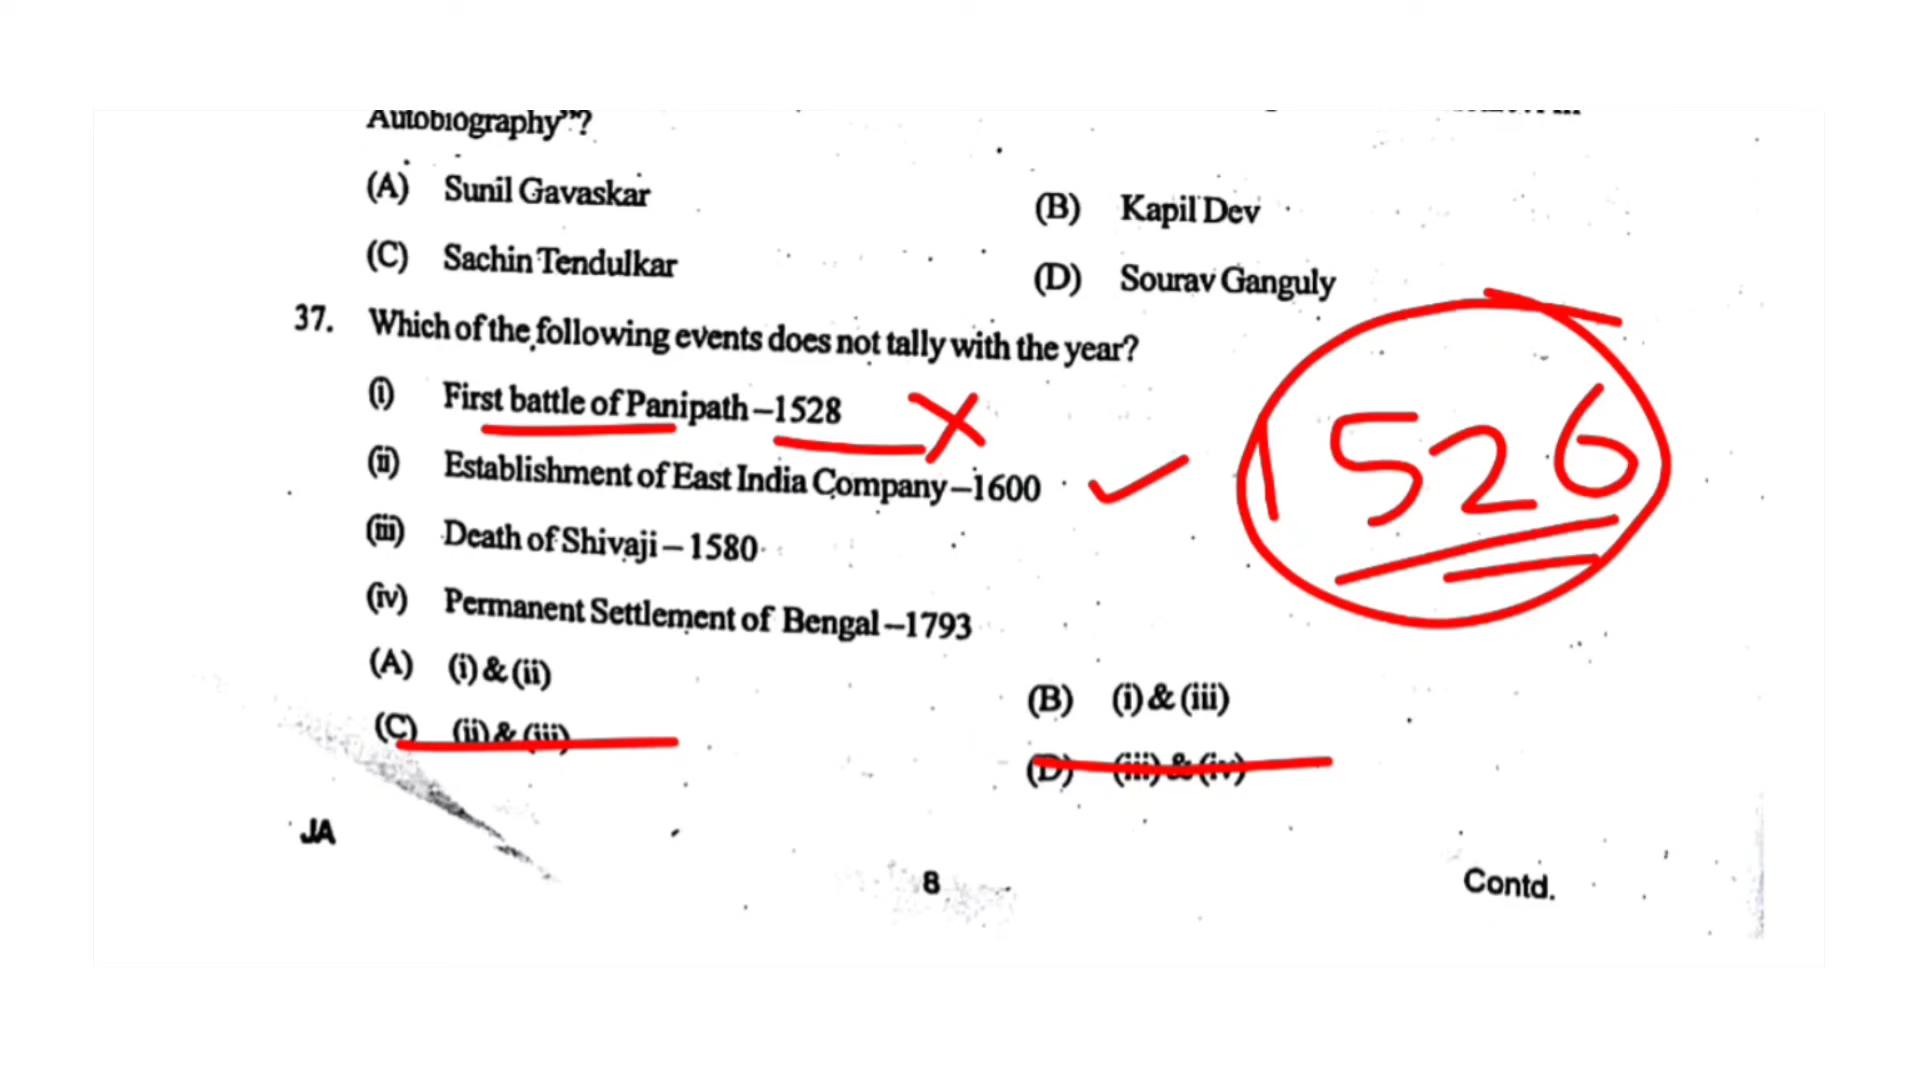 Autobiography"?
(A) Sunil Gavaskar
(B) Kapil Dev
(C) Sachin Tendulkar
(D) Sourav Ganguly
37. Which of the following events does not tally with the year?
(i) First battle of Panipath – 1528
(ii) Establishment of East India Company – 1600
(iii) Death of Shivaji – 1580
(iv) Permanent Settlement of Bengal – 1793
1526
(A) (i) & (ii)
(B) (i) & (iii)
(C) (ii) & (iii)
(D) (iii) & (iv)
JA
8
Contd.